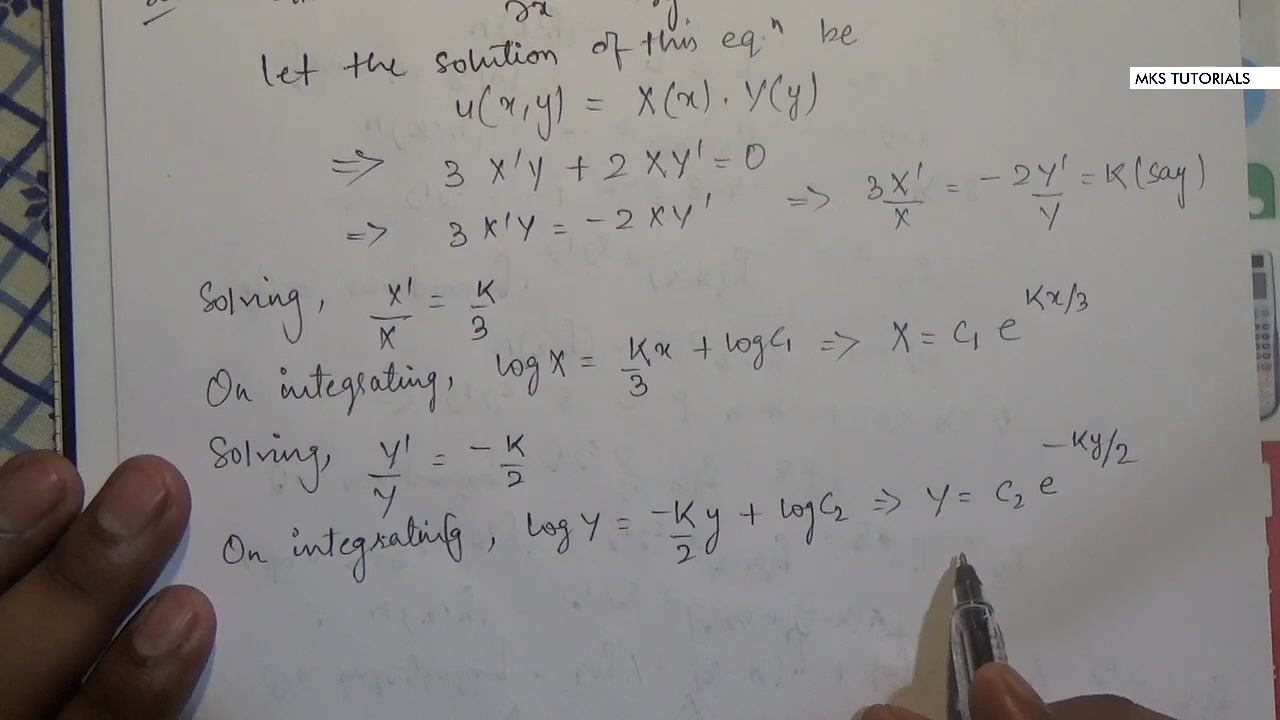 ∂x
y
Let the solution of this eqⁿ be
u(x,y) = X(x) . Y(y)
MKS TUTORIALS
=> 3 X'Y + 2 XY' = 0
=> 3 X'Y = -2 XY' => 3X'/X = -2Y'/Y = K (say)
Solving, X'/X = K/3
On integrating, log X = K/3 x + log C₁ => X = C₁ e^(Kx/3)
Solving, Y'/Y = -K/2
On integrating, log Y = -K/2 y + log C₂ => Y = C₂ e^(-Ky/2)